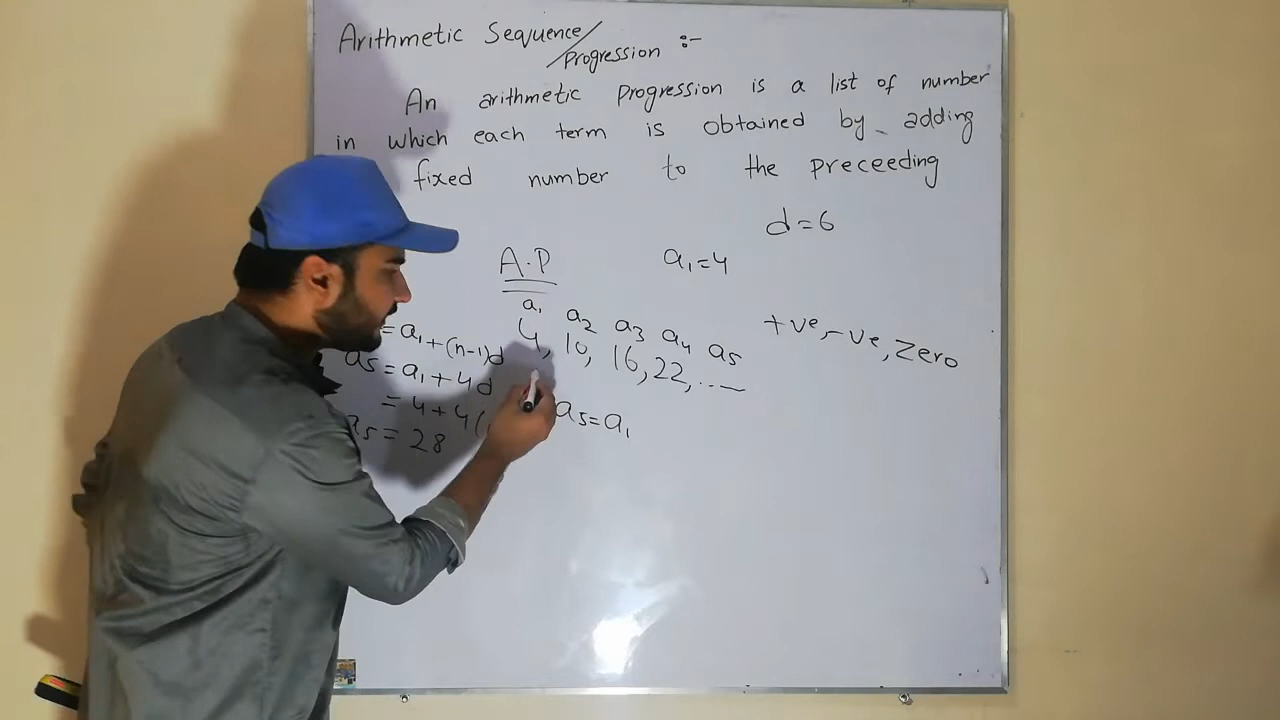 Arithmetic Sequence/
Progression :-
An arithmetic Progression is a list of number
in which each term is obtained by adding
fixed number to the preceeding
d=6
A.P
a₁=4
a₁ a₂ a₃ a₄ a₅
4, 10, 16, 22, ...
+ve, -ve, Zero
= a₁+(n-1)d
a₅ = a₁+4d
= 4+4(
a₅ = 28
a₅=a₁